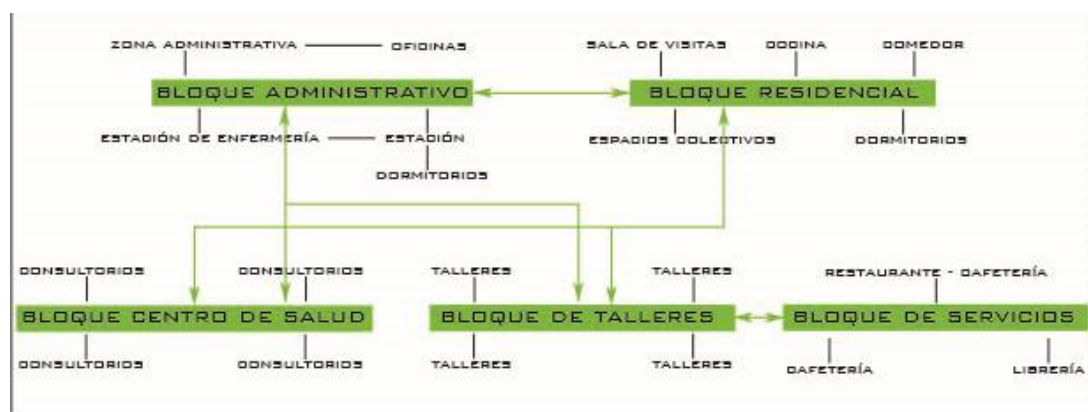 ZONA ADMINISTRATIVA OFICINAS SALA DE VISITAS COCINA COMEDOR
BLOQUE ADMINISTRATIVO BLOQUE RESIDENCIAL
ESTACIÓN DE ENFERMERÍA ESTACIÓN ESPACIOS COLECTIVOS DORMITORIOS
DORMITORIOS
CONSULTORIOS CONSULTORIOS TALLERES TALLERES RESTAURANTE - CAFETERÍA
BLOQUE CENTRO DE SALUD BLOQUE DE TALLERES BLOQUE DE SERVICIOS
CONSULTORIOS CONSULTORIOS TALLERES TALLERES CAFETERÍA LIBRERÍA